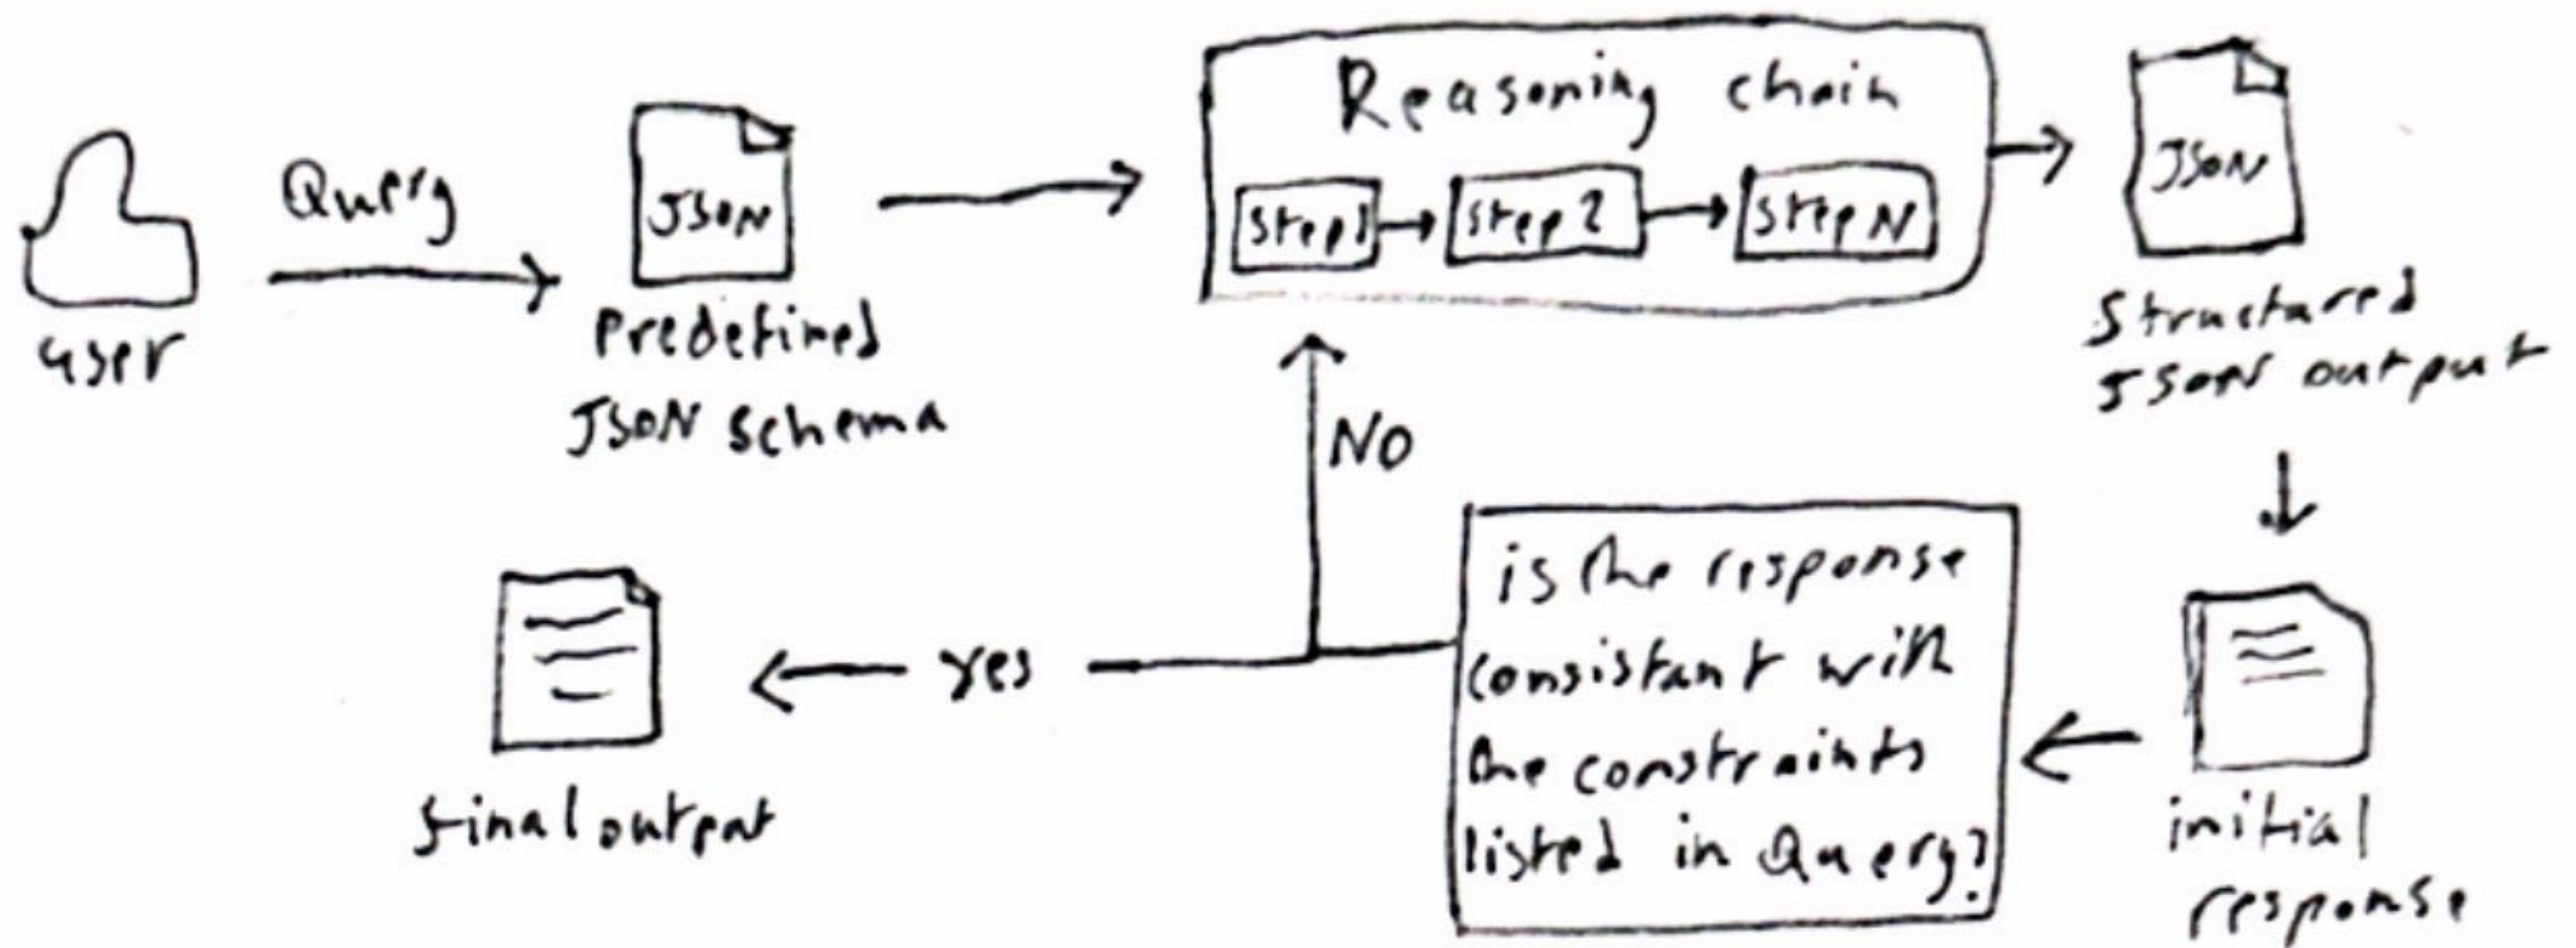 user
Query
JSON
Predefined
JSON schema
Reasoning chain
Step1
Step 2
Step N
JSON
Structured
JSON output
initial
response
is the response
consistant with
the constraints
listed in Query?
NO
Yes
final output